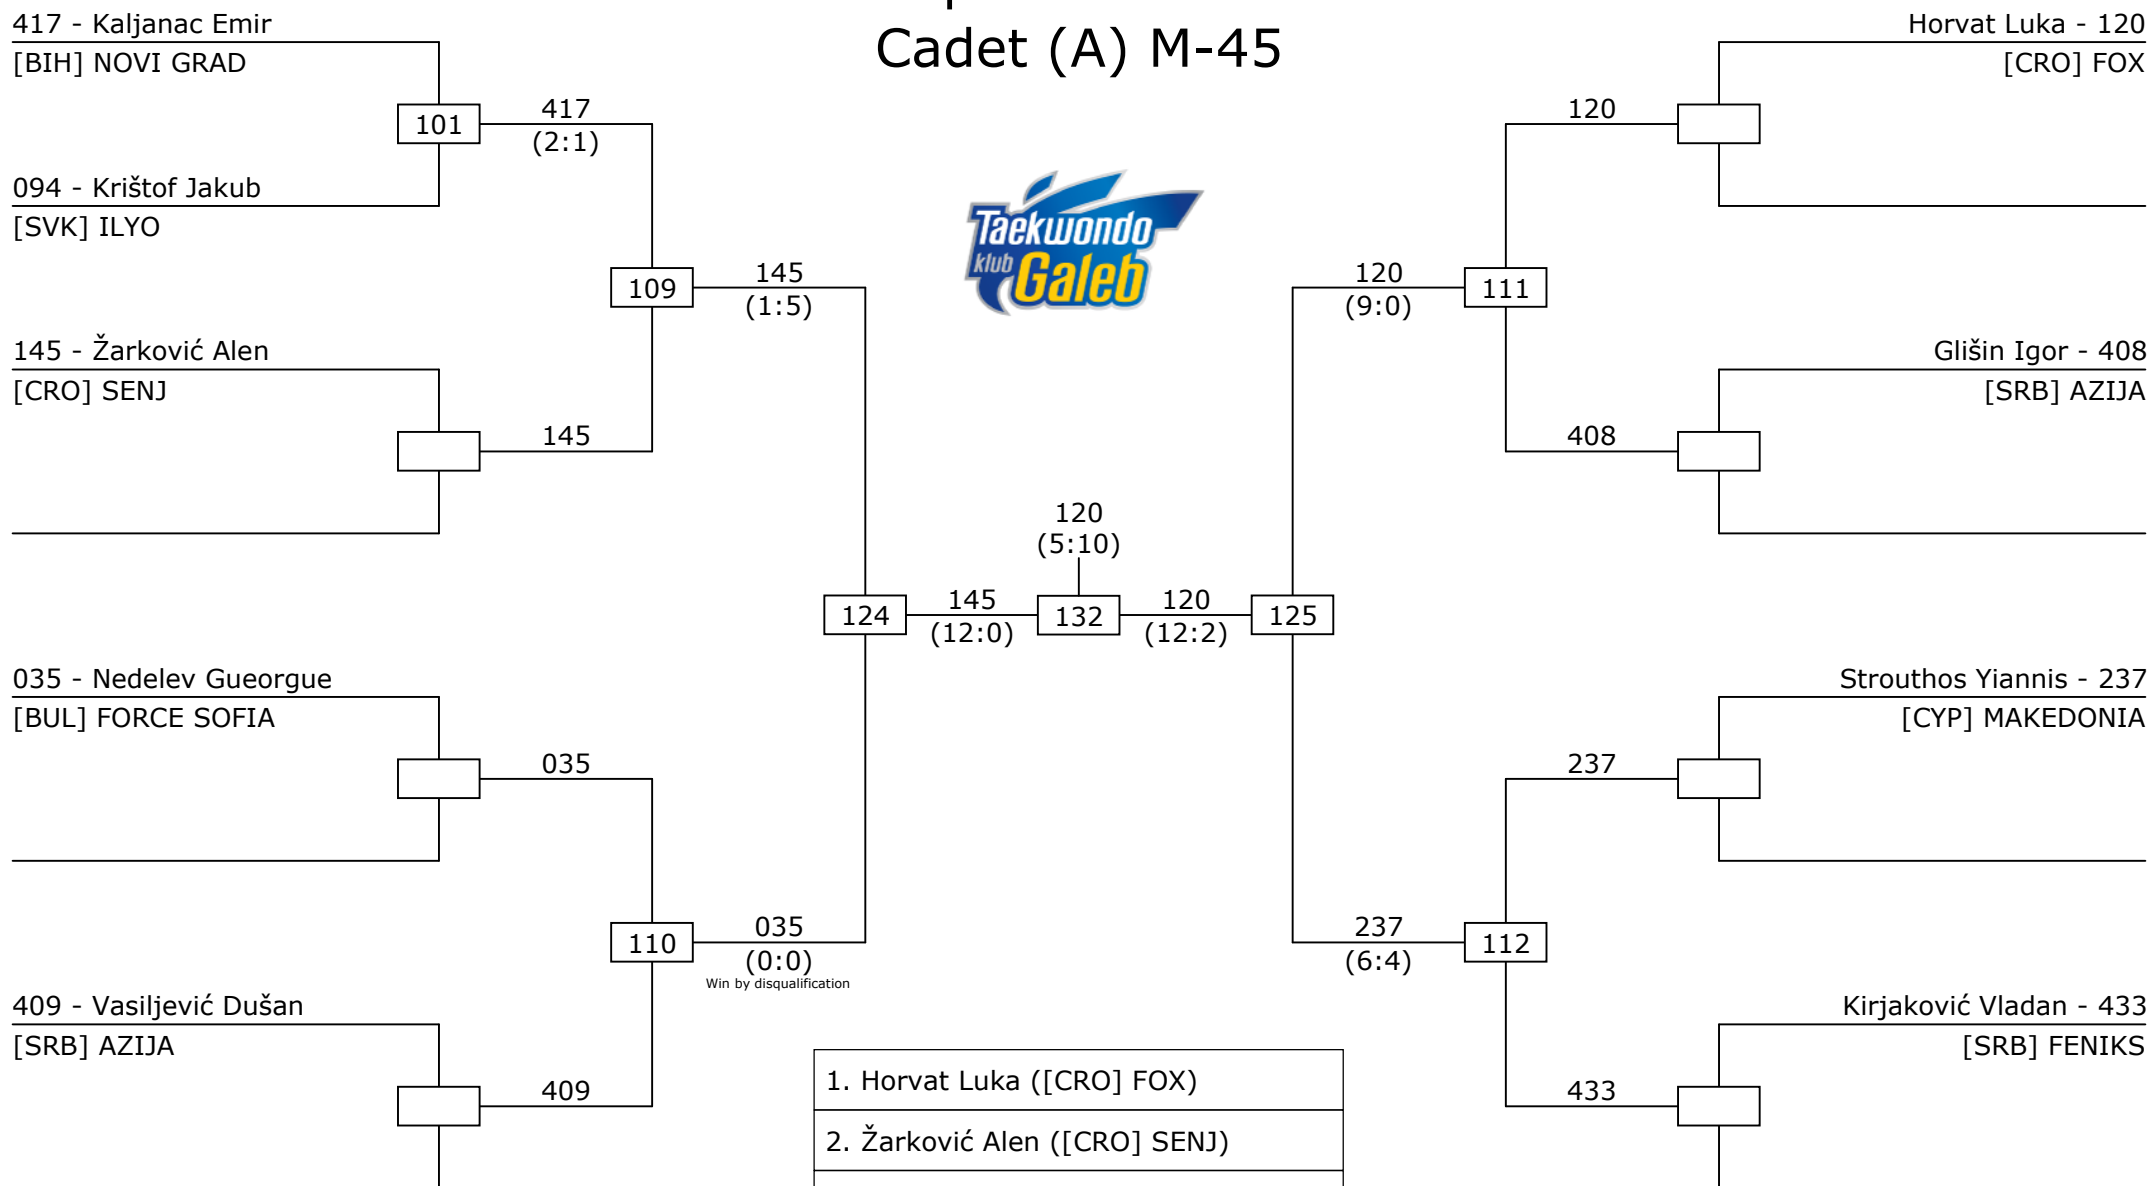 Cadet (A) M-45
417 - Kaljanac Emir
[BIH] NOVI GRAD
101
417
(2:1)
094 - Krištof Jakub
[SVK] ILYO
109
145
(1:5)
145 - Žarković Alen
[CRO] SENJ
145
035 - Nedelev Gueorgue
[BUL] FORCE SOFIA
035
110
035
(0:0)
Win by disqualification
409 - Vasiljević Dušan
[SRB] AZIJA
409
Taekwondo
klub Galeb
124
145
(12:0)
120
(5:10)
132
120
(12:2)
125
Horvat Luka - 120
[CRO] FOX
120
120
(9:0)
111
Glišin Igor - 408
[SRB] AZIJA
408
Strouthos Yiannis - 237
[CYP] MAKEDONIA
237
237
(6:4)
112
Kirjaković Vladan - 433
[SRB] FENIKS
433
1. Horvat Luka ([CRO] FOX)
2. Žarković Alen ([CRO] SENJ)